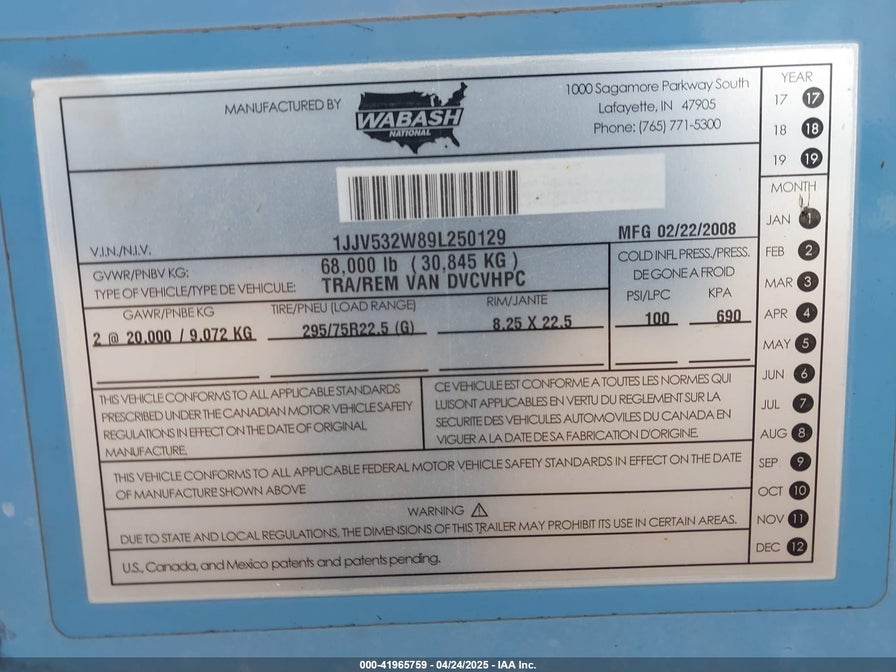 MANUFACTURED BY
WABASH
NATIONAL
1000 Sagamore Parkway South
Lafayette, IN 47905
Phone: (765) 771-5300
YEAR
17 17
18 18
19 19
MONTH
JAN 1
FEB 2
MAR 3
APR 4
MAY 5
JUN 6
JUL 7
AUG 8
SEP 9
OCT 10
NOV 11
DEC 12
V.I.N./N.I.V. 1JJV532W89L250129 MFG 02/22/2008
GVWR/PNBV KG: 68,000 lb ( 30,845 KG )
TYPE OF VEHICLE/TYPE DE VEHICULE: TRA/REM VAN DVCVHPC
COLD INFL PRESS./PRESS.
DE GONE A FROID
PSI/LPC KPA
100 690
GAWR/PNBE KG TIRE/PNEU (LOAD RANGE) RIM/JANTE
2 @ 20,000 / 9,072 KG 295/75R22.5 (G) 8.25 X 22.5
THIS VEHICLE CONFORMS TO ALL APPLICABLE STANDARDS
PRESCRIBED UNDER THE CANADIAN MOTOR VEHICLE SAFETY
REGULATIONS IN EFFECT ON THE DATE OF ORIGINAL
MANUFACTURE.
CE VEHICULE EST CONFORME A TOUTES LES NORMES QUI
LUISONT APPLICABLES EN VERTU DU REGLEMENT SUR LA
SECURITE DES VEHICULES AUTOMOVILES DU CANADA EN
VIGUER A LA DATE DE SA FABRICATION D'ORIGINE.
THIS VEHICLE CONFORMS TO ALL APPLICABLE FEDERAL MOTOR VEHICLE SAFETY STANDARDS IN EFFECT ON THE DATE
OF MANUFACTURE SHOWN ABOVE
WARNING
DUE TO STATE AND LOCAL REGULATIONS, THE DIMENSIONS OF THIS TRAILER MAY PROHIBIT ITS USE IN CERTAIN AREAS.
U.S., Canada, and Mexico patents and patents pending.
000-41965759 - 04/24/2025 - IAA Inc.